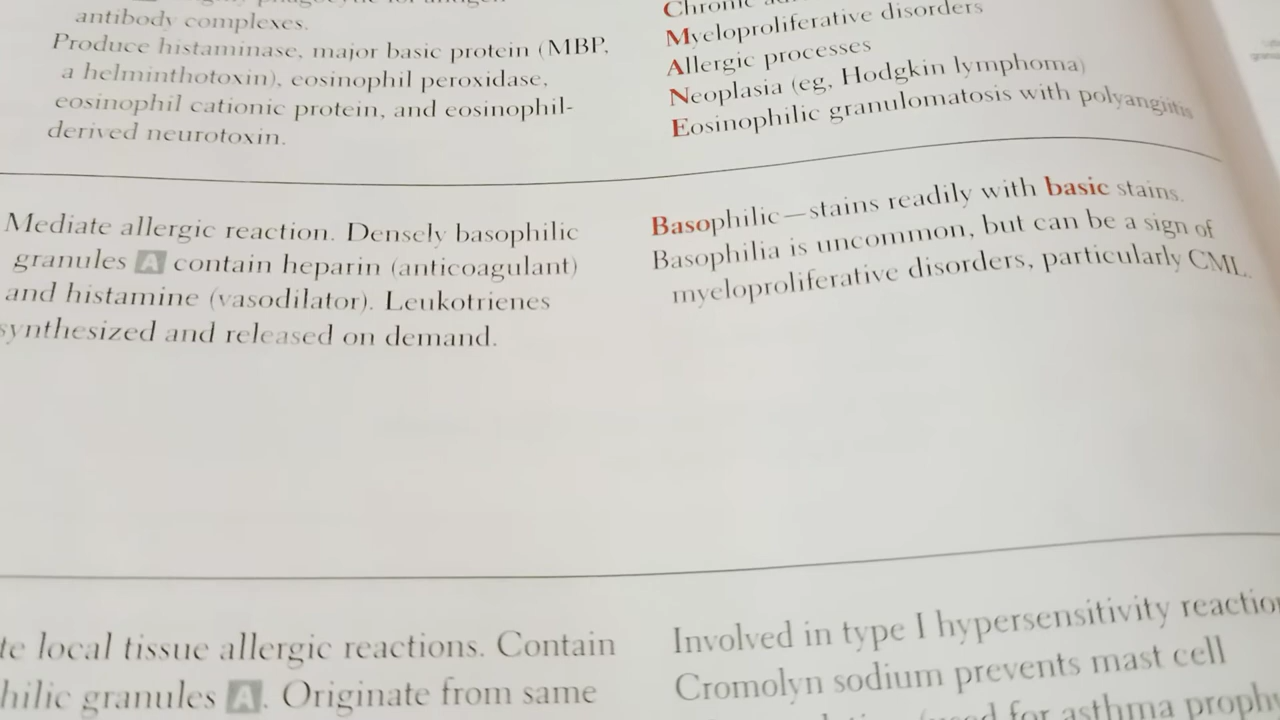 antibody complexes.
Produce histaminase, major basic protein (MBP,
a helminthotoxin), eosinophil peroxidase,
eosinophil cationic protein, and eosinophil-
derived neurotoxin.
Chronic
Myeloproliferative disorders
Allergic processes
Neoplasia (eg, Hodgkin lymphoma)
Eosinophilic granulomatosis with polyangiitis
Mediate allergic reaction. Densely basophilic
granules A contain heparin (anticoagulant)
and histamine (vasodilator). Leukotrienes
synthesized and released on demand.
Basophilic—stains readily with basic stains.
Basophilia is uncommon, but can be a sign of
myeloproliferative disorders, particularly CML.
te local tissue allergic reactions. Contain
hilic granules A. Originate from same
Involved in type I hypersensitivity reactio
Cromolyn sodium prevents mast cell
for asthma prophy